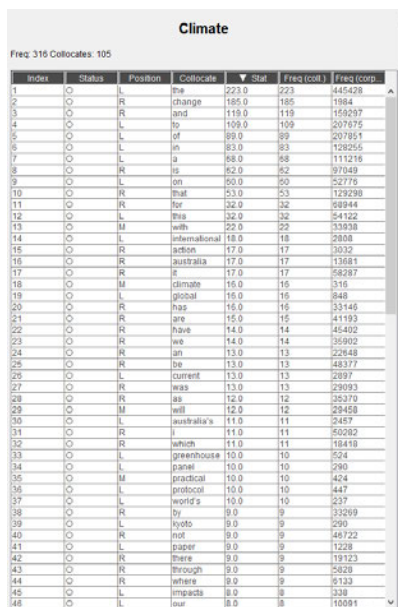 Climate
Freq: 316 Collocates: 105
Index Status Position Collocate ▼ Stat Freq (coll.) Freq (corp...
1 L the 223.0 223 445428
2 R change 185.0 185 1984
3 R and 119.0 119 159297
4 L to 109.0 109 207675
5 L of 89.0 89 207851
6 L in 83.0 83 128255
7 L a 68.0 68 111216
8 R is 62.0 62 97049
9 L on 60.0 60 52776
10 R that 53.0 53 129298
11 R for 32.0 32 68944
12 L this 32.0 32 54122
13 M with 22.0 22 33938
14 L international 18.0 18 2808
15 R action 17.0 17 3032
16 R australia 17.0 17 13681
17 R it 17.0 17 58287
18 M climate 16.0 16 316
19 L global 16.0 16 848
20 R has 16.0 16 33146
21 R are 15.0 15 41193
22 R have 14.0 14 45402
23 R we 14.0 14 35902
24 R an 13.0 13 22648
25 R be 13.0 13 48377
26 L current 13.0 13 2897
27 R was 13.0 13 29093
28 R as 12.0 12 35370
29 M will 12.0 12 29458
30 L australia's 11.0 11 2457
31 R i 11.0 11 50282
32 R which 11.0 11 18418
33 L greenhouse 10.0 10 524
34 L panel 10.0 10 290
35 M practical 10.0 10 424
36 L protocol 10.0 10 447
37 L world's 10.0 10 237
38 R by 9.0 9 33269
39 L kyoto 9.0 9 290
40 R not 9.0 9 46722
41 L paper 9.0 9 1228
42 R there 9.0 9 19123
43 R through 9.0 9 5828
44 R where 9.0 9 6133
45 L impacts 8.0 8 338
46 L our 8.0 8 10091